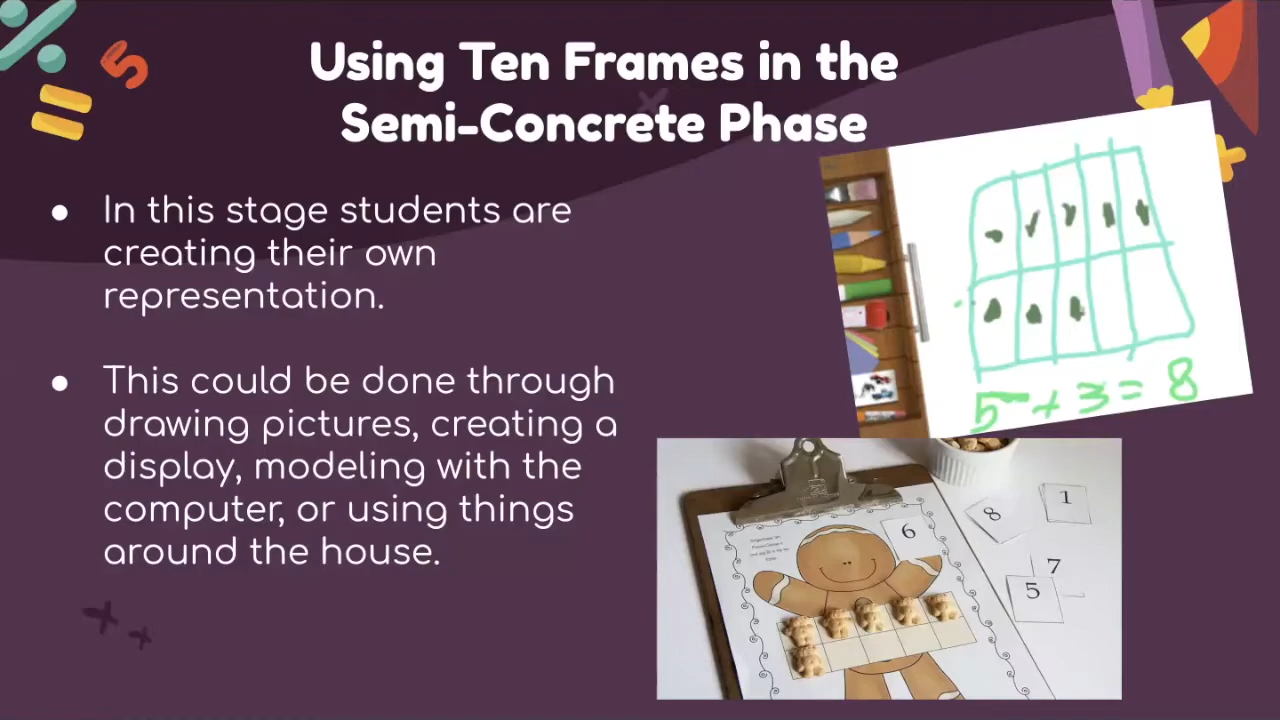 Using Ten Frames in the
Semi-Concrete Phase
● In this stage students are
creating their own
representation.
● This could be done through
drawing pictures, creating a
display, modeling with the
computer, or using things
around the house.
5 + 3 = 8
6
8
1
7
5
5